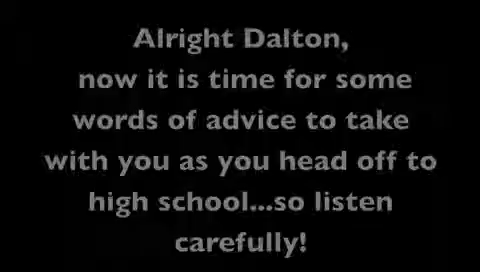 Alright Dalton,
now it is time for some
words of advice to take
with you as you head off to
high school...so listen
carefully!